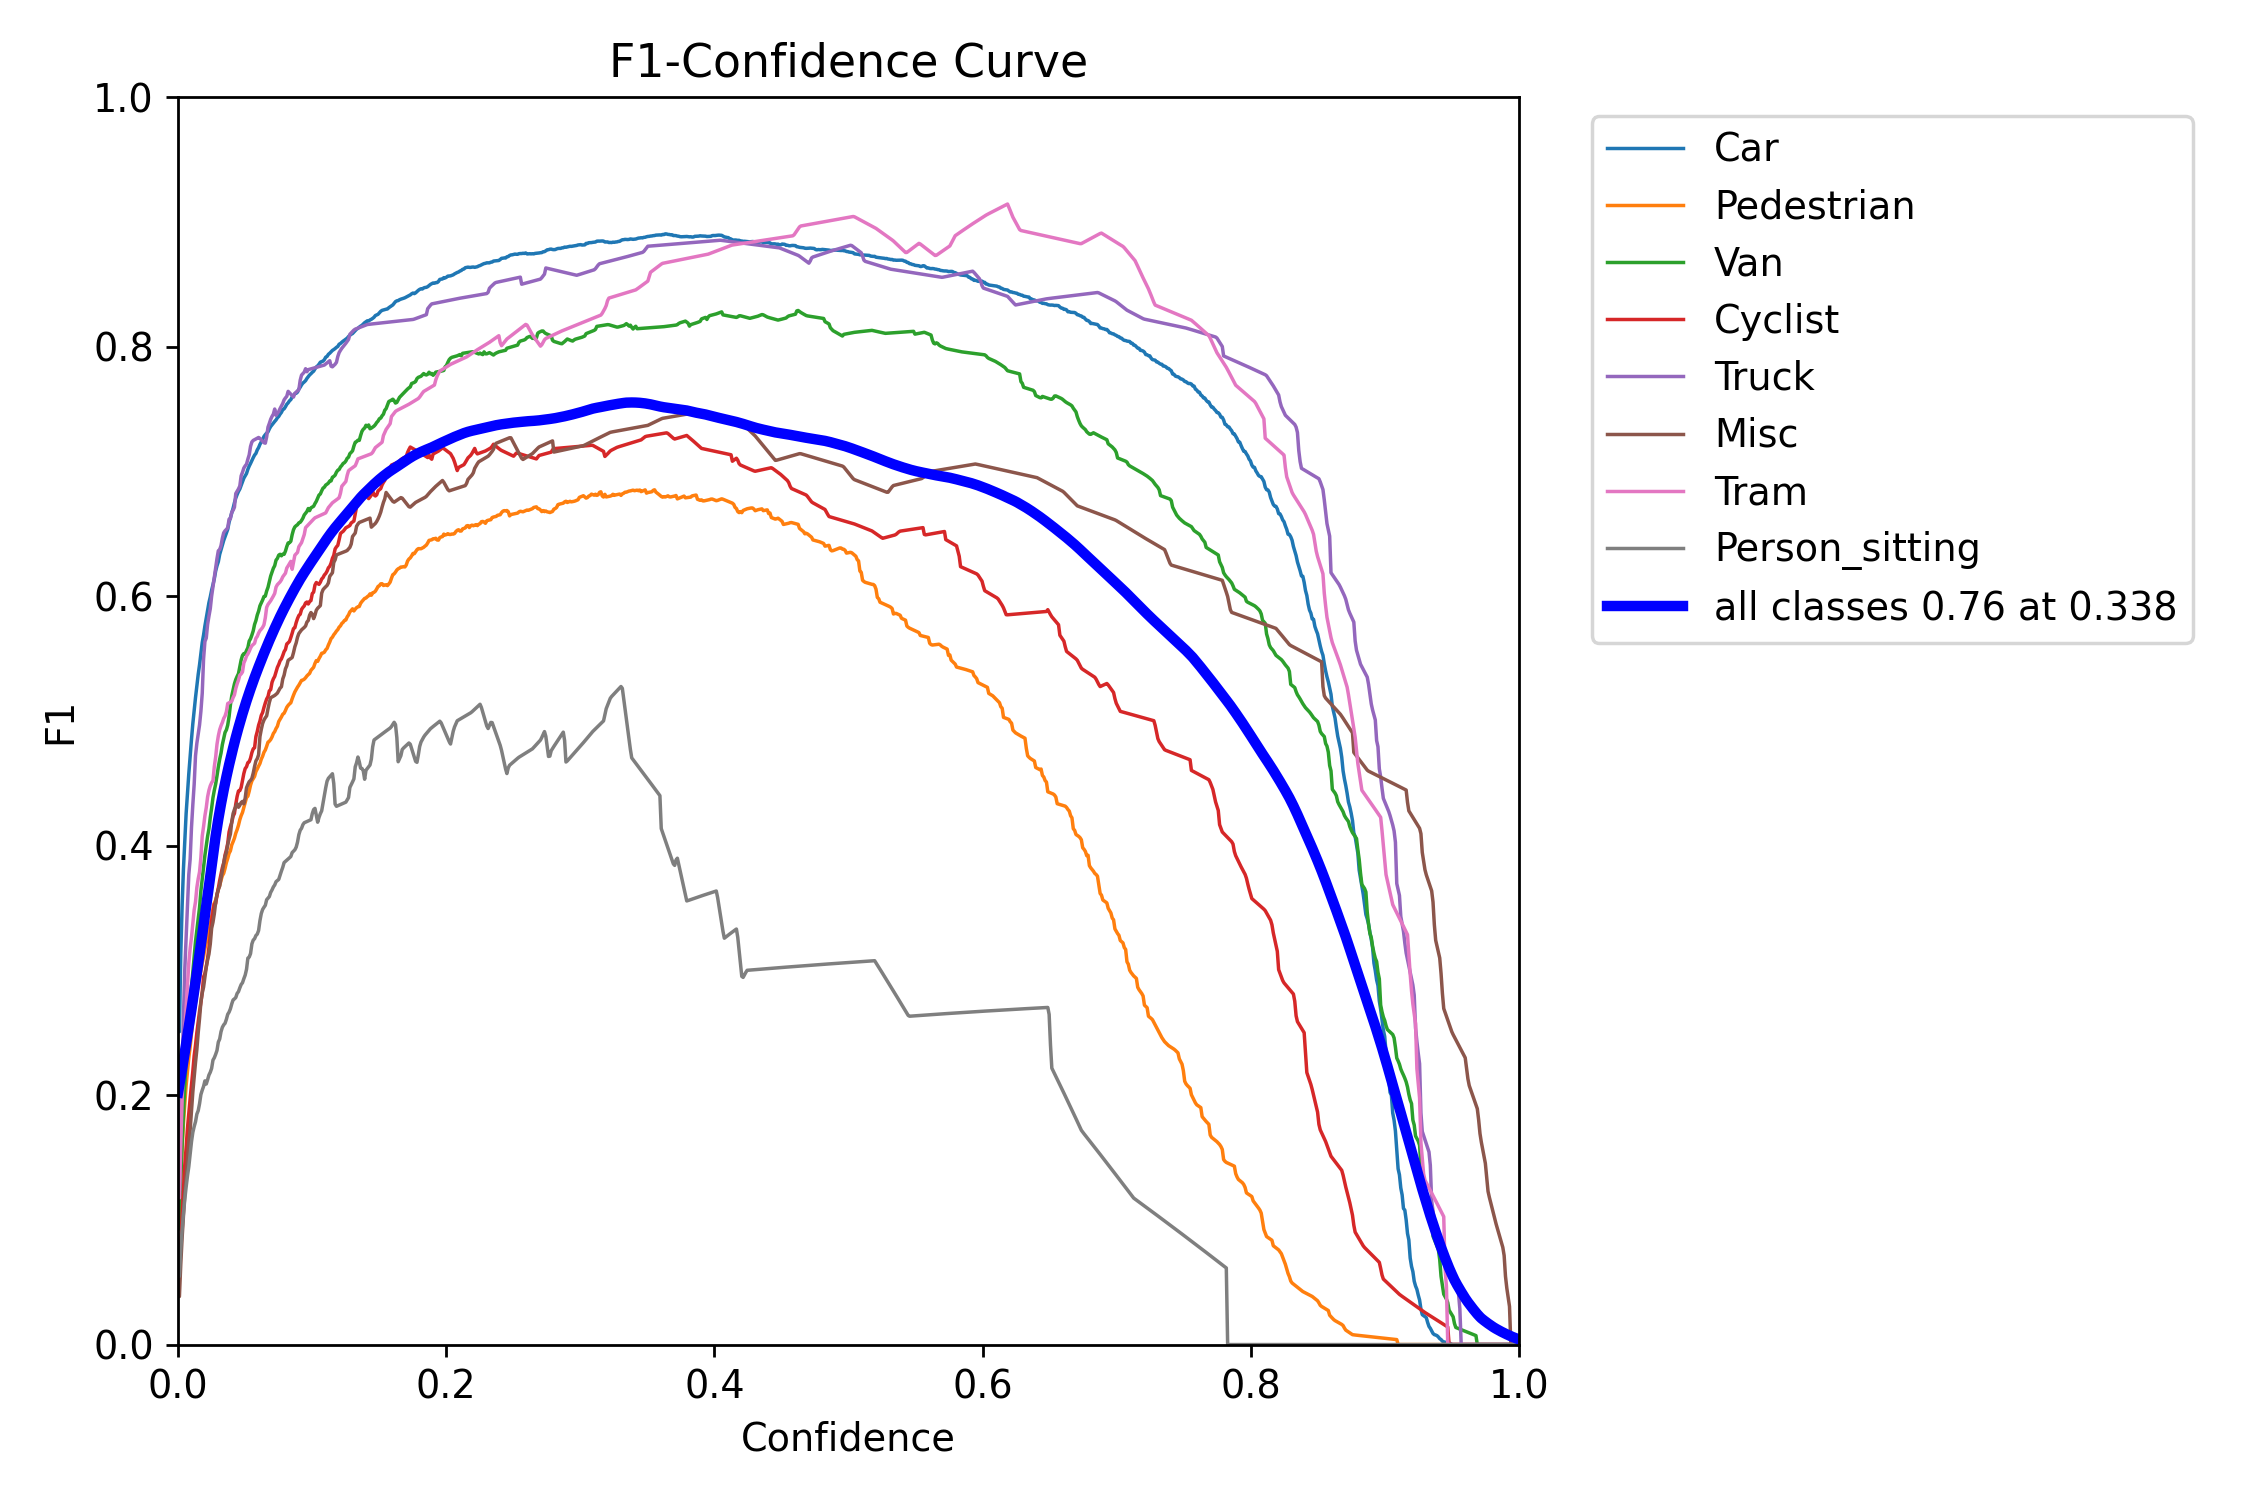 F1-Confidence Curve
1.0
0.8
0.6
0.4
0.2
0.0
F1
0.0 0.2 0.4 0.6 0.8 1.0
Confidence
Car
Pedestrian
Van
Cyclist
Truck
Misc
Tram
Person_sitting
all classes 0.76 at 0.338